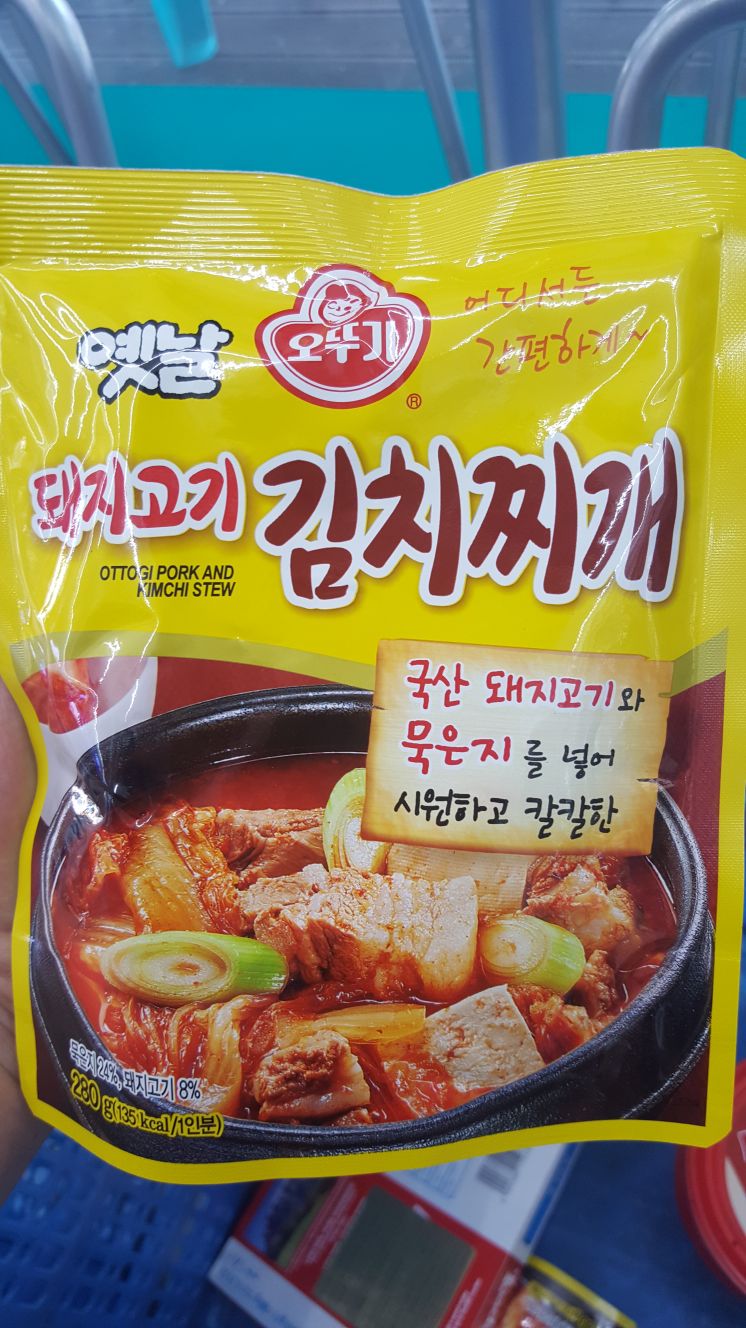 어디서든
간편하게~
옛날
오뚜기
®
돼지고기 김치찌개
OTTOGI PORK AND
KIMCHI STEW
국산 돼지고기와
묵은지를 넣어
시원하고 칼칼한
묵은지 24%, 돼지고기 8%
280 g(135 kcal/1인분)